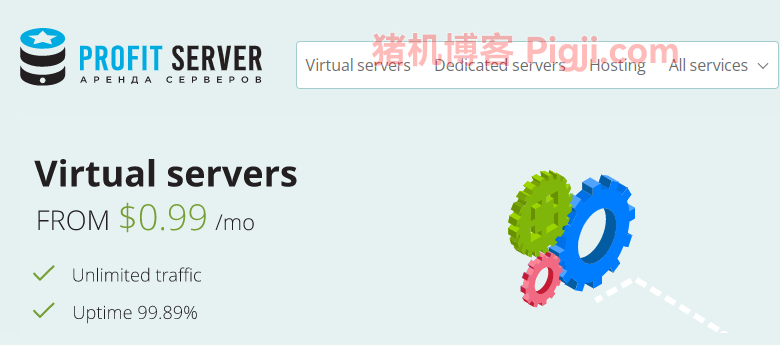 猪机博客 Pigji.com
PROFIT SERVER
АРЕНДА СЕРВЕРОВ
Virtual servers Dedicated servers Hosting All services
Virtual servers
FROM $0.99 /mo
Unlimited traffic
Uptime 99.89%